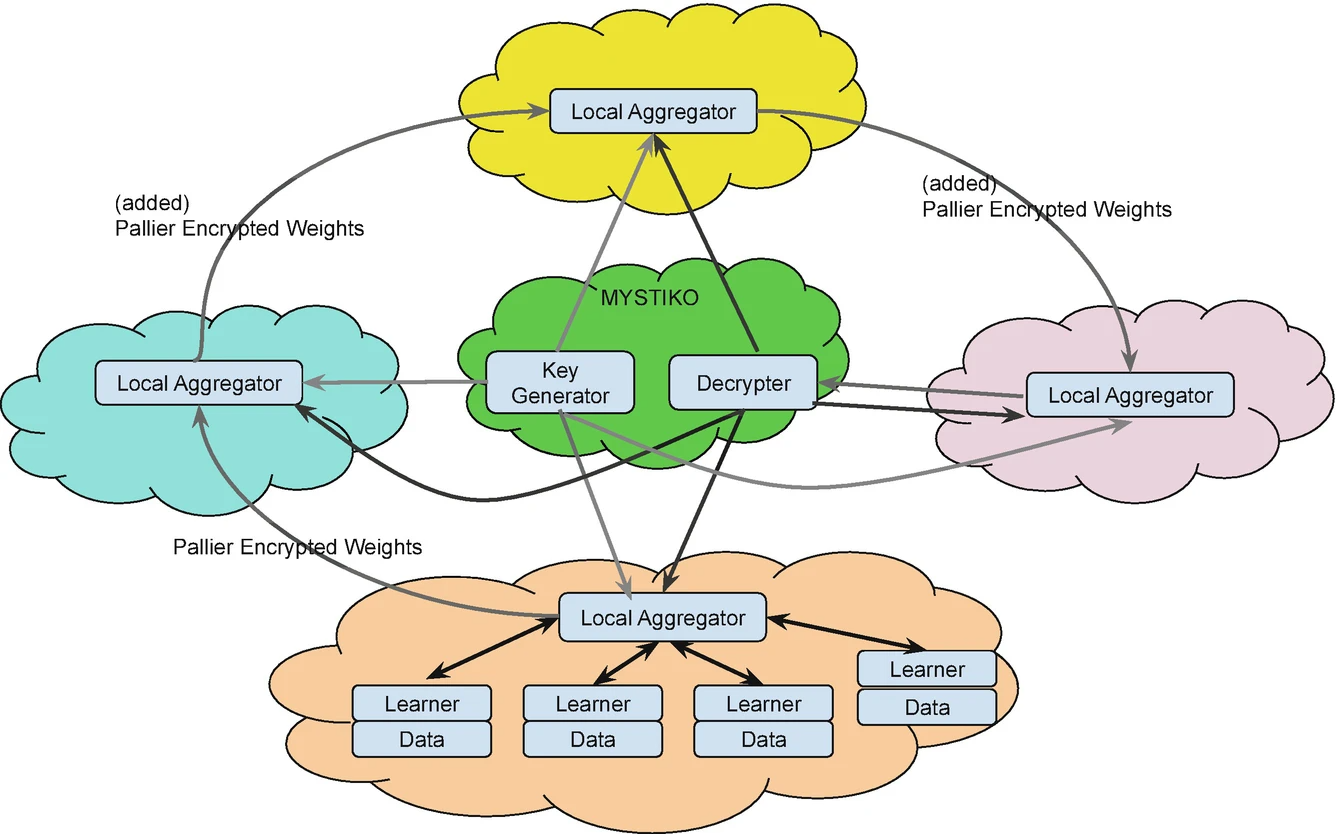 Local Aggregator
(added)
Pallier Encrypted Weights
(added)
Pallier Encrypted Weights
MYSTIKO
Local Aggregator
Key
Generator
Decrypter
Local Aggregator
Pallier Encrypted Weights
Local Aggregator
Learner
Data
Learner
Data
Learner
Data
Learner
Data